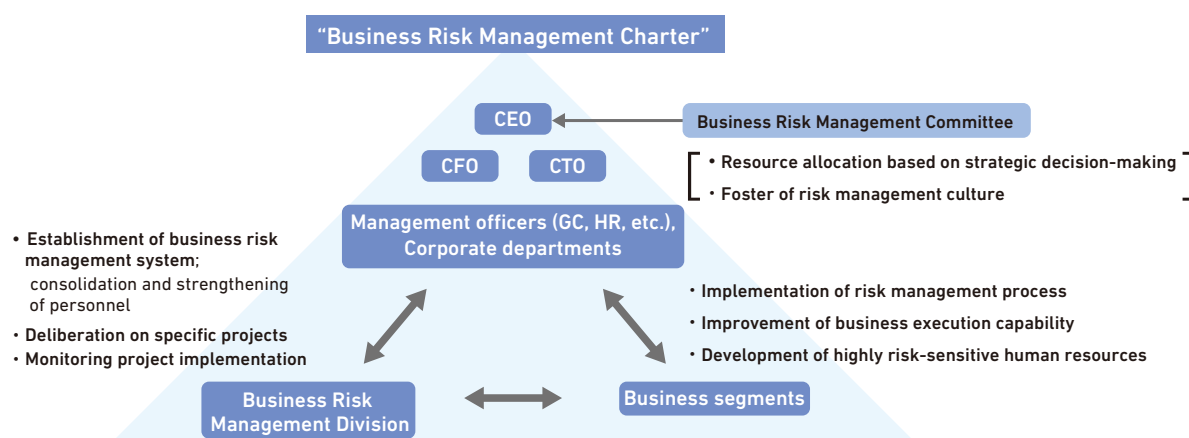 “Business Risk Management Charter”
CEO
Business Risk Management Committee
CFO
CTO
・Resource allocation based on strategic decision-making
・Foster of risk management culture
Management officers (GC, HR, etc.),
Corporate departments
・Establishment of business risk
management system;
consolidation and strengthening
of personnel
・Deliberation on specific projects
・Monitoring project implementation
・Implementation of risk management process
・Improvement of business execution capability
・Development of highly risk-sensitive human resources
Business Risk
Management Division
Business segments